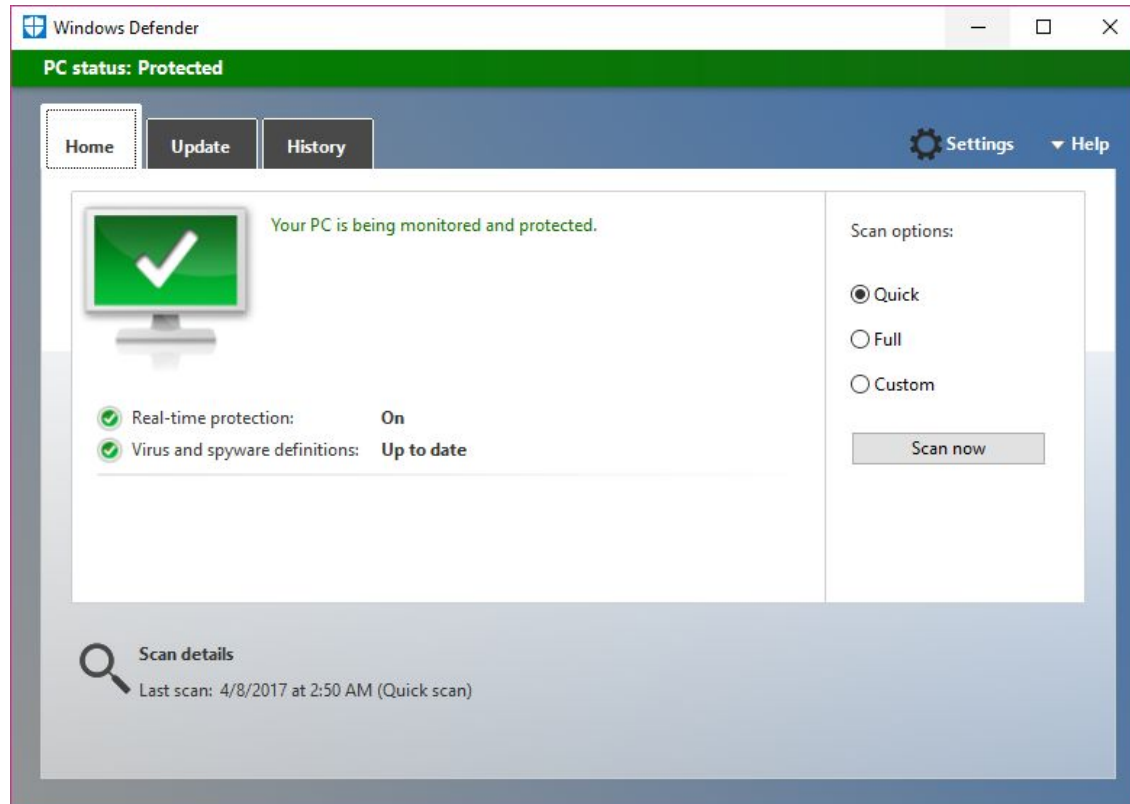 Windows Defender
PC status: Protected
Home Update History Settings Help
Your PC is being monitored and protected.
Scan options:
Quick
Full
Custom
Real-time protection: On
Virus and spyware definitions: Up to date
Scan now
Scan details
Last scan: 4/8/2017 at 2:50 AM (Quick scan)